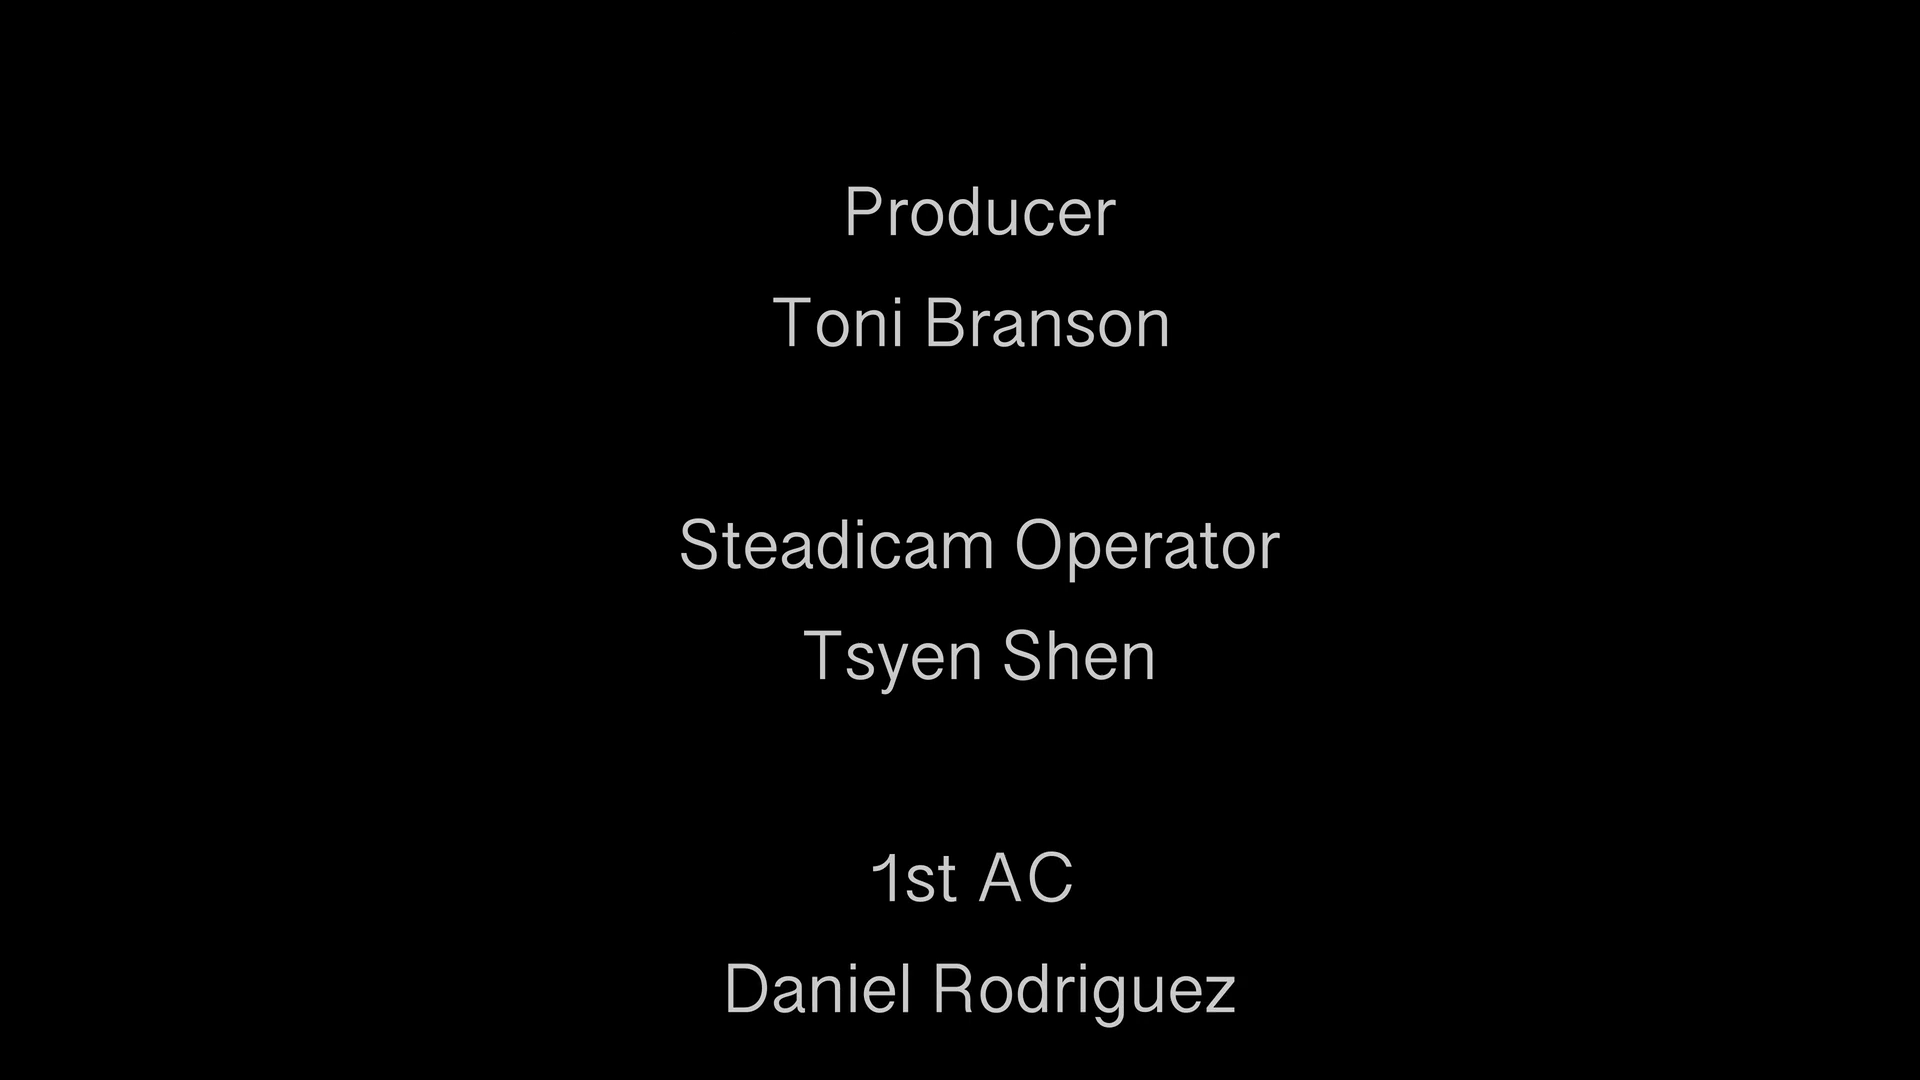 Producer
Toni Branson
Steadicam Operator
Tsyen Shen
1st AC
Daniel Rodriguez